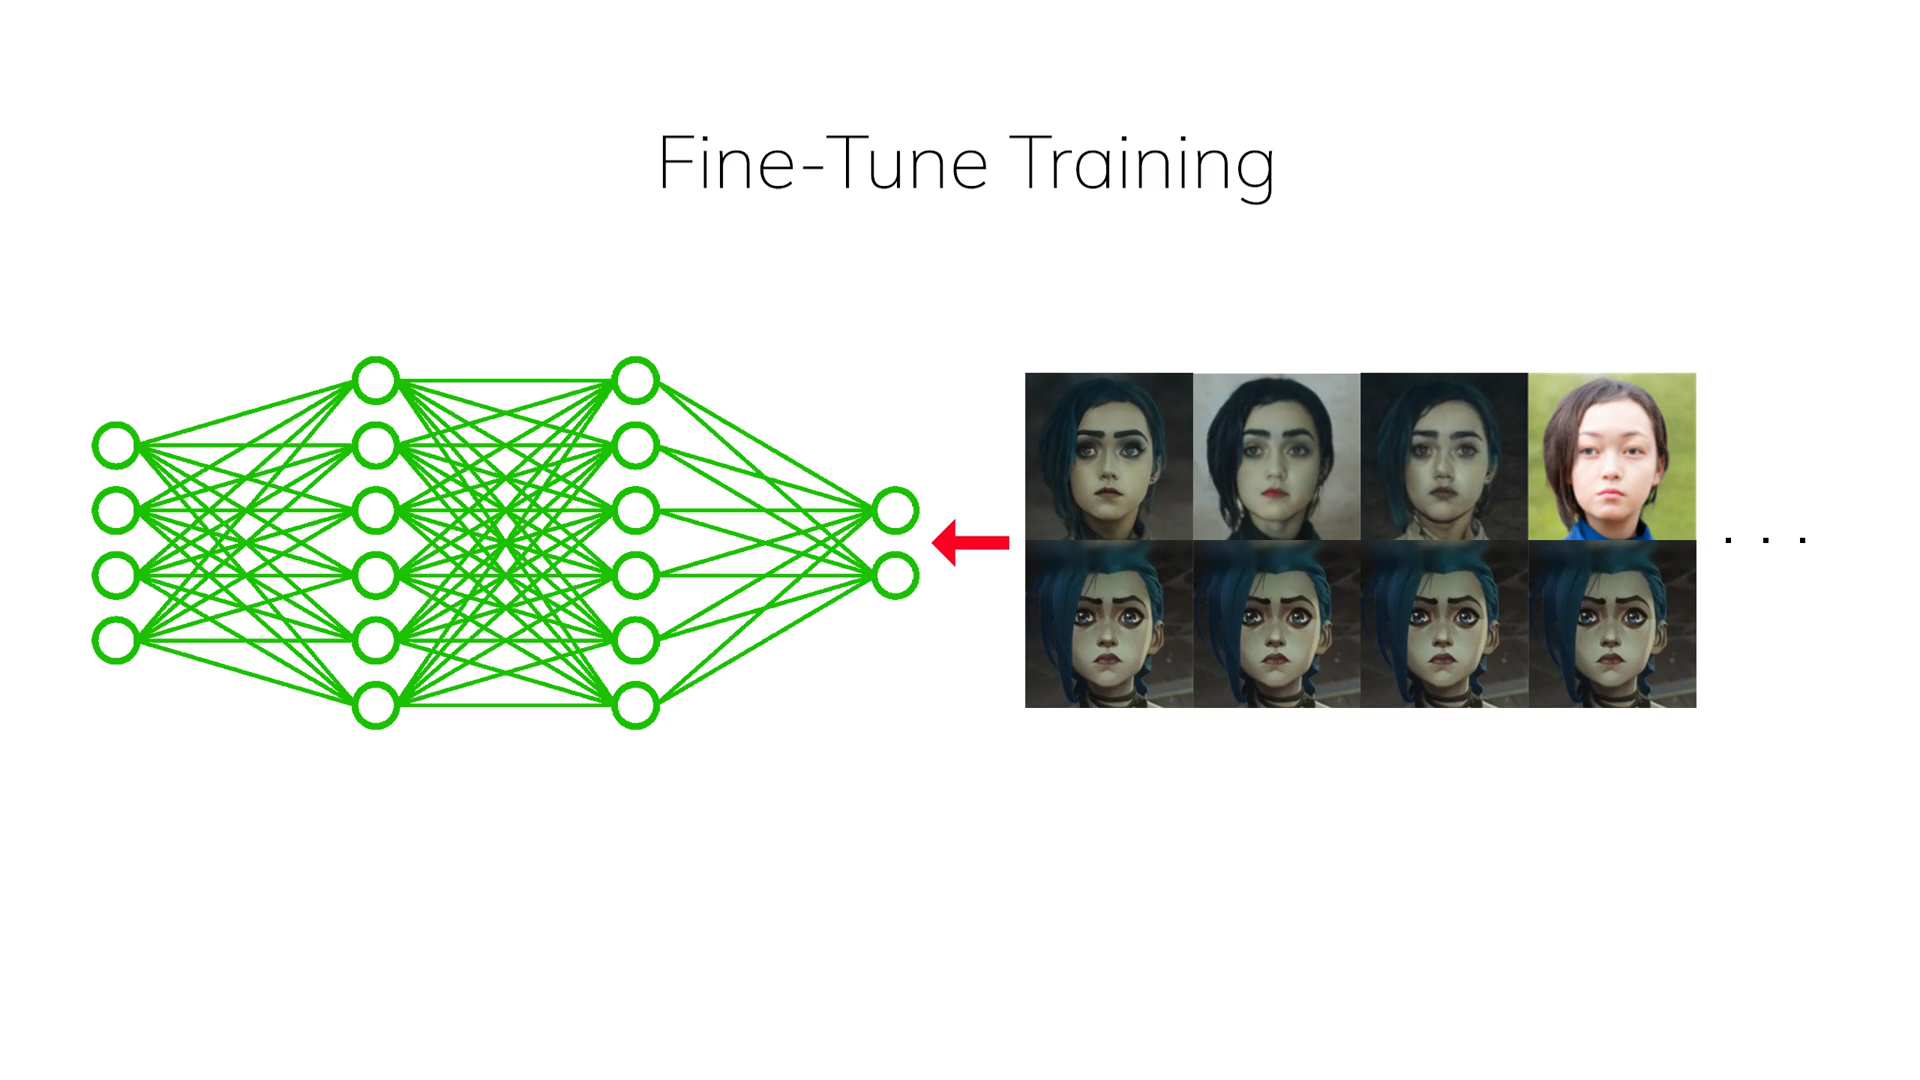 Fine-Tune Training
. . .